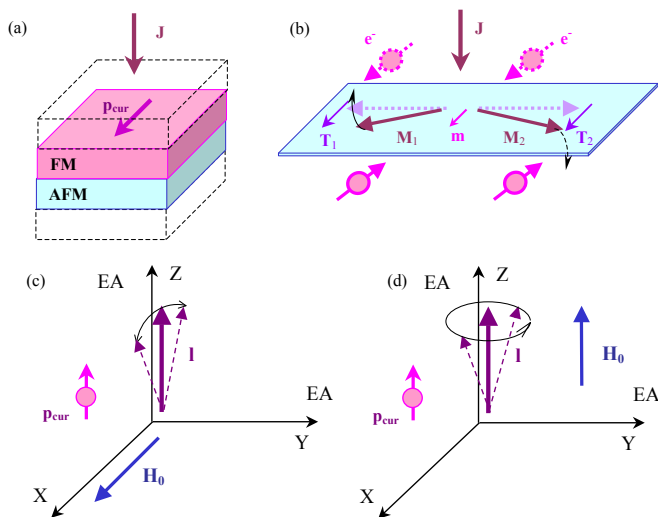 (a)
J
p_cur
FM
AFM
(b)
e⁻
J
e⁻
T₁
M₁
m
M₂
T₂
(c)
EA
Z
l
p_cur
EA
Y
X
H₀
(d)
EA
Z
l
H₀
p_cur
EA
Y
X